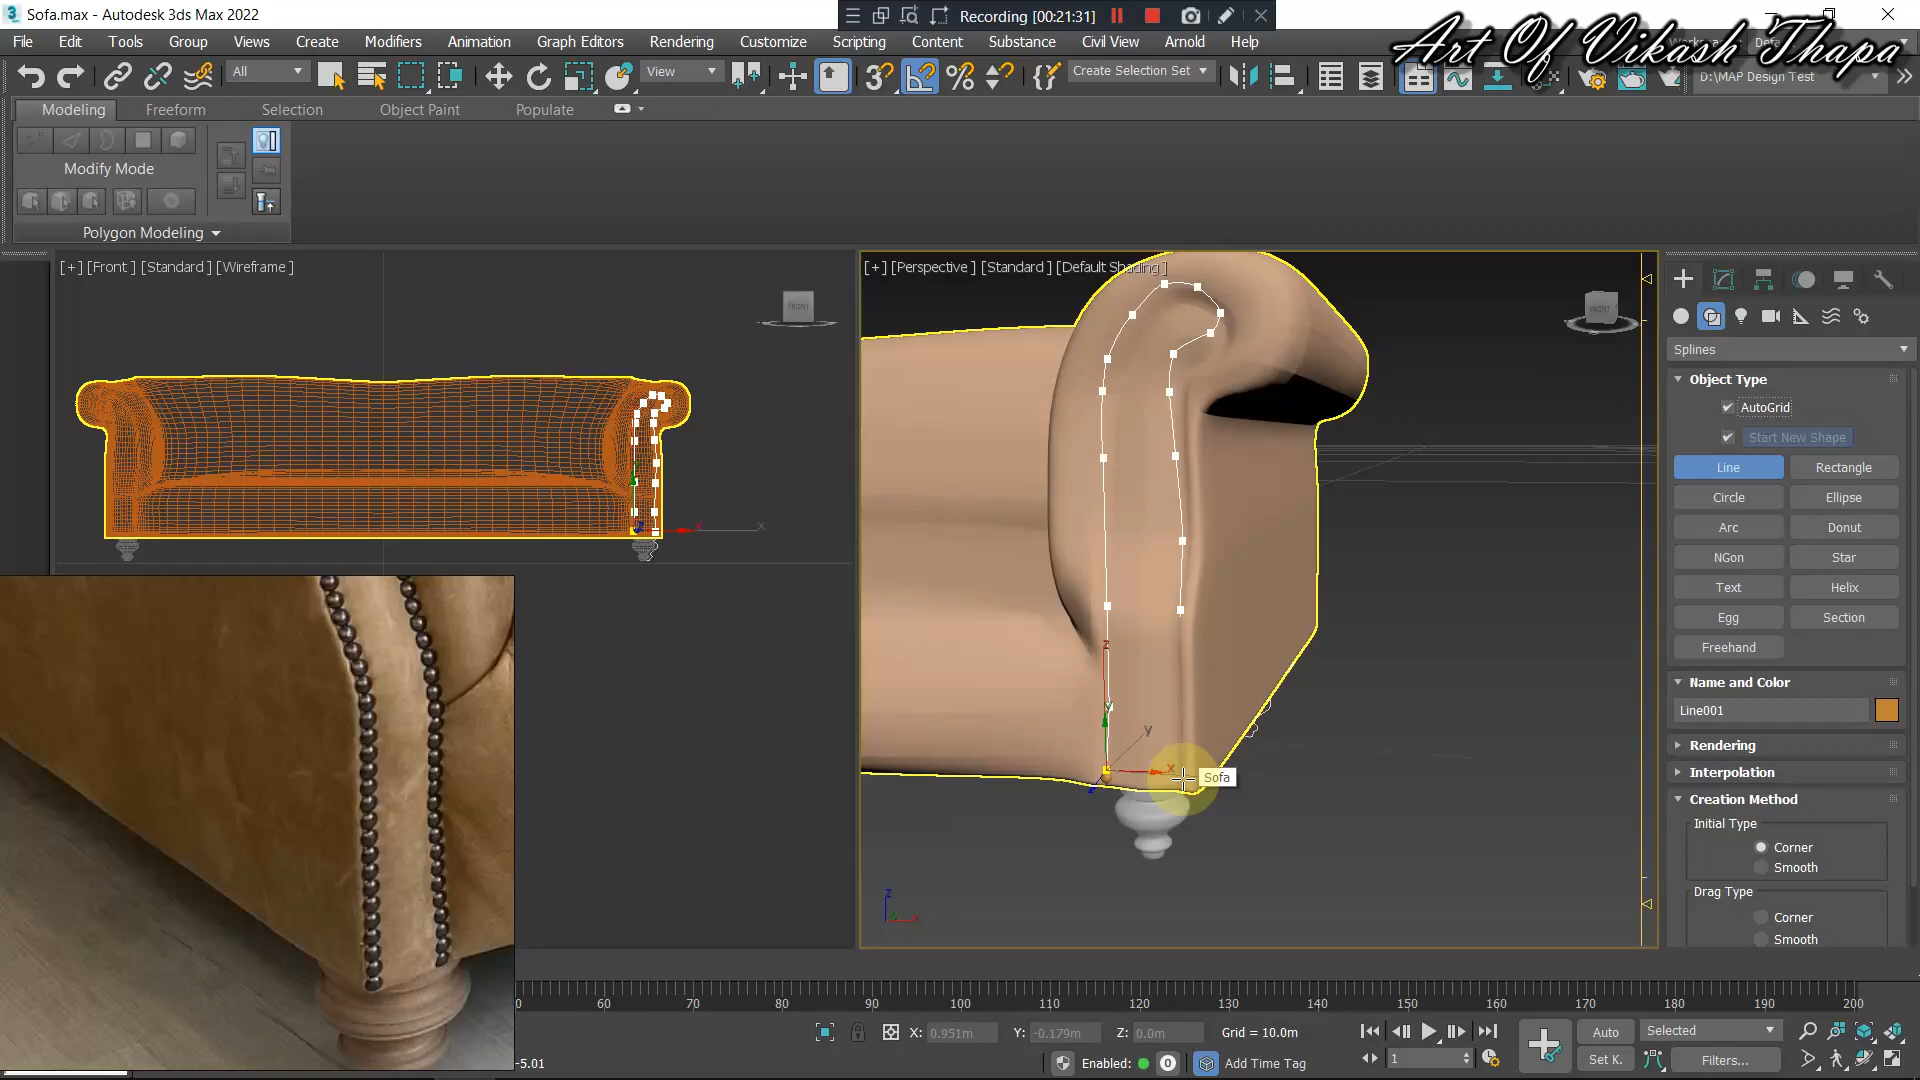 Sofa.max - Autodesk 3ds Max 2022
Recording [00:21:31]
File Edit Tools Group Views Create Modifiers Animation Graph Editors Rendering Customize Scripting Content Substance Civil View Arnold Help
Art Of Vikash Thapa
All
View
Create Selection Set
D:\MAP Design Test
Modeling Freeform Selection Object Paint Populate
Modify Mode
Polygon Modeling
[+] [Front ] [Standard ] [Wireframe ]
[+] [Perspective ] [Standard ] [Default Shading ]
FRONT
FRONT
Splines
Object Type
AutoGrid
Start New Shape
Line Rectangle
Circle Ellipse
Arc Donut
NGon Star
Text Helix
Egg Section
Freehand
Name and Color
Line001
Rendering
Interpolation
Creation Method
Initial Type
Corner
Smooth
Drag Type
Corner
Smooth
x
x
z
y
y
x
z
x
Sofa
0 60 70 80 90 100 110 120 130 140 150 160 170 180 190 200
X: 0.951m Y: -0.179m Z: 0.0m Grid = 10.0m
Auto Selected
-5.01
Enabled: 0 Add Time Tag
1
Set K. Filters...